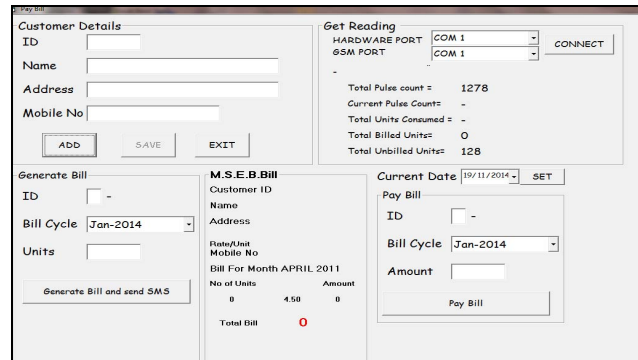 Pay Bill
Customer Details
ID
Name
Address
Mobile No
ADD SAVE EXIT
Get Reading
HARDWARE PORT COM 1
GSM PORT COM 1
CONNECT
-
Total Pulse count = 1278
Current Pulse Count= -
Total Units Consumed = -
Total Billed Units= 0
Total Unbilled Units= 128
Generate Bill
ID -
Bill Cycle Jan-2014
Units
Generate Bill and send SMS
M.S.E.B.Bill
Customer ID
Name
Address
Rate/Unit
Mobile No
Bill For Month APRIL 2011
No of Units Amount
0 4.50 0
Total Bill 0
Current Date 19/11/2014 SET
Pay Bill
ID -
Bill Cycle Jan-2014
Amount
Pay Bill